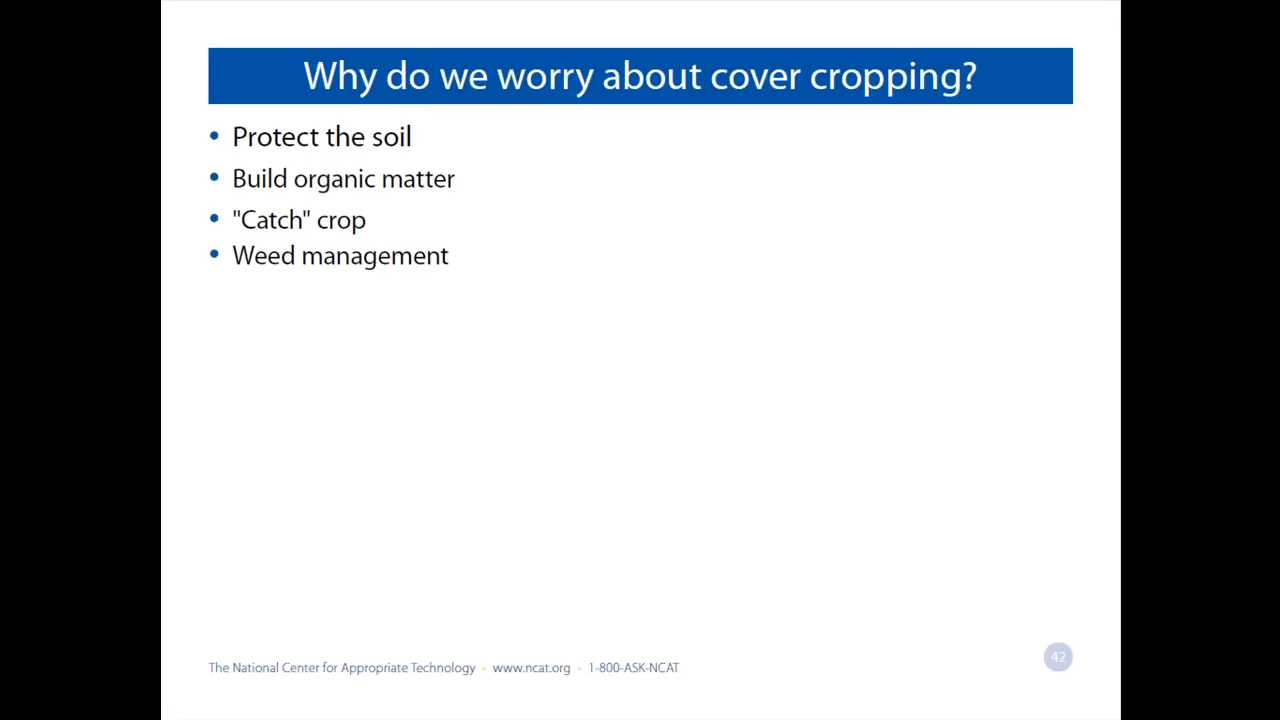 Why do we worry about cover cropping?
• Protect the soil
• Build organic matter
• "Catch" crop
• Weed management
The National Center for Appropriate Technology • www.ncat.org • 1-800-ASK-NCAT
42